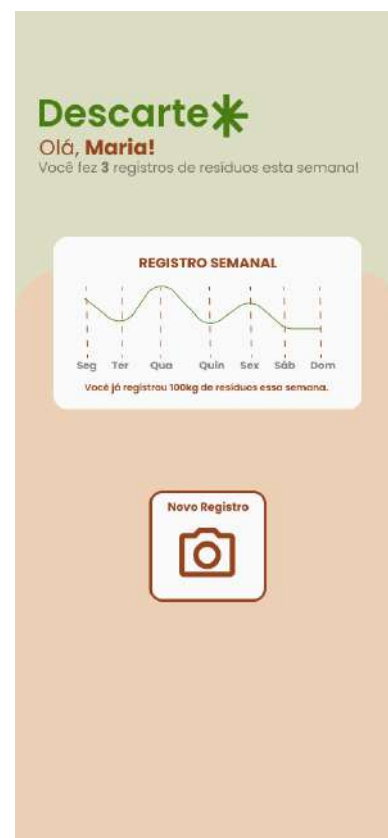 Descarte
Olá, Maria!
Você fez 3 registros de resíduos esta semana!
REGISTRO SEMANAL
Seg Ter Qua Quin Sex Sáb Dom
Você já registrou 100kg de resíduos essa semana.
Novo Registro